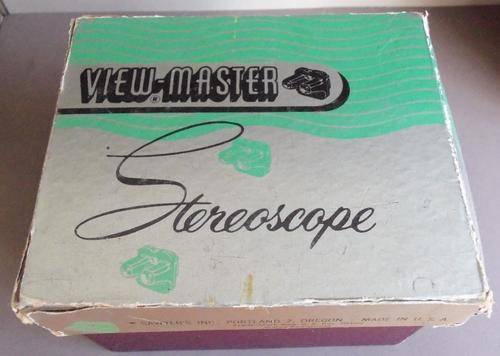 VIEW-MASTER
Stereoscope
SAWYER'S INC. PORTLAND 7, OREGON MADE IN U.S.A.